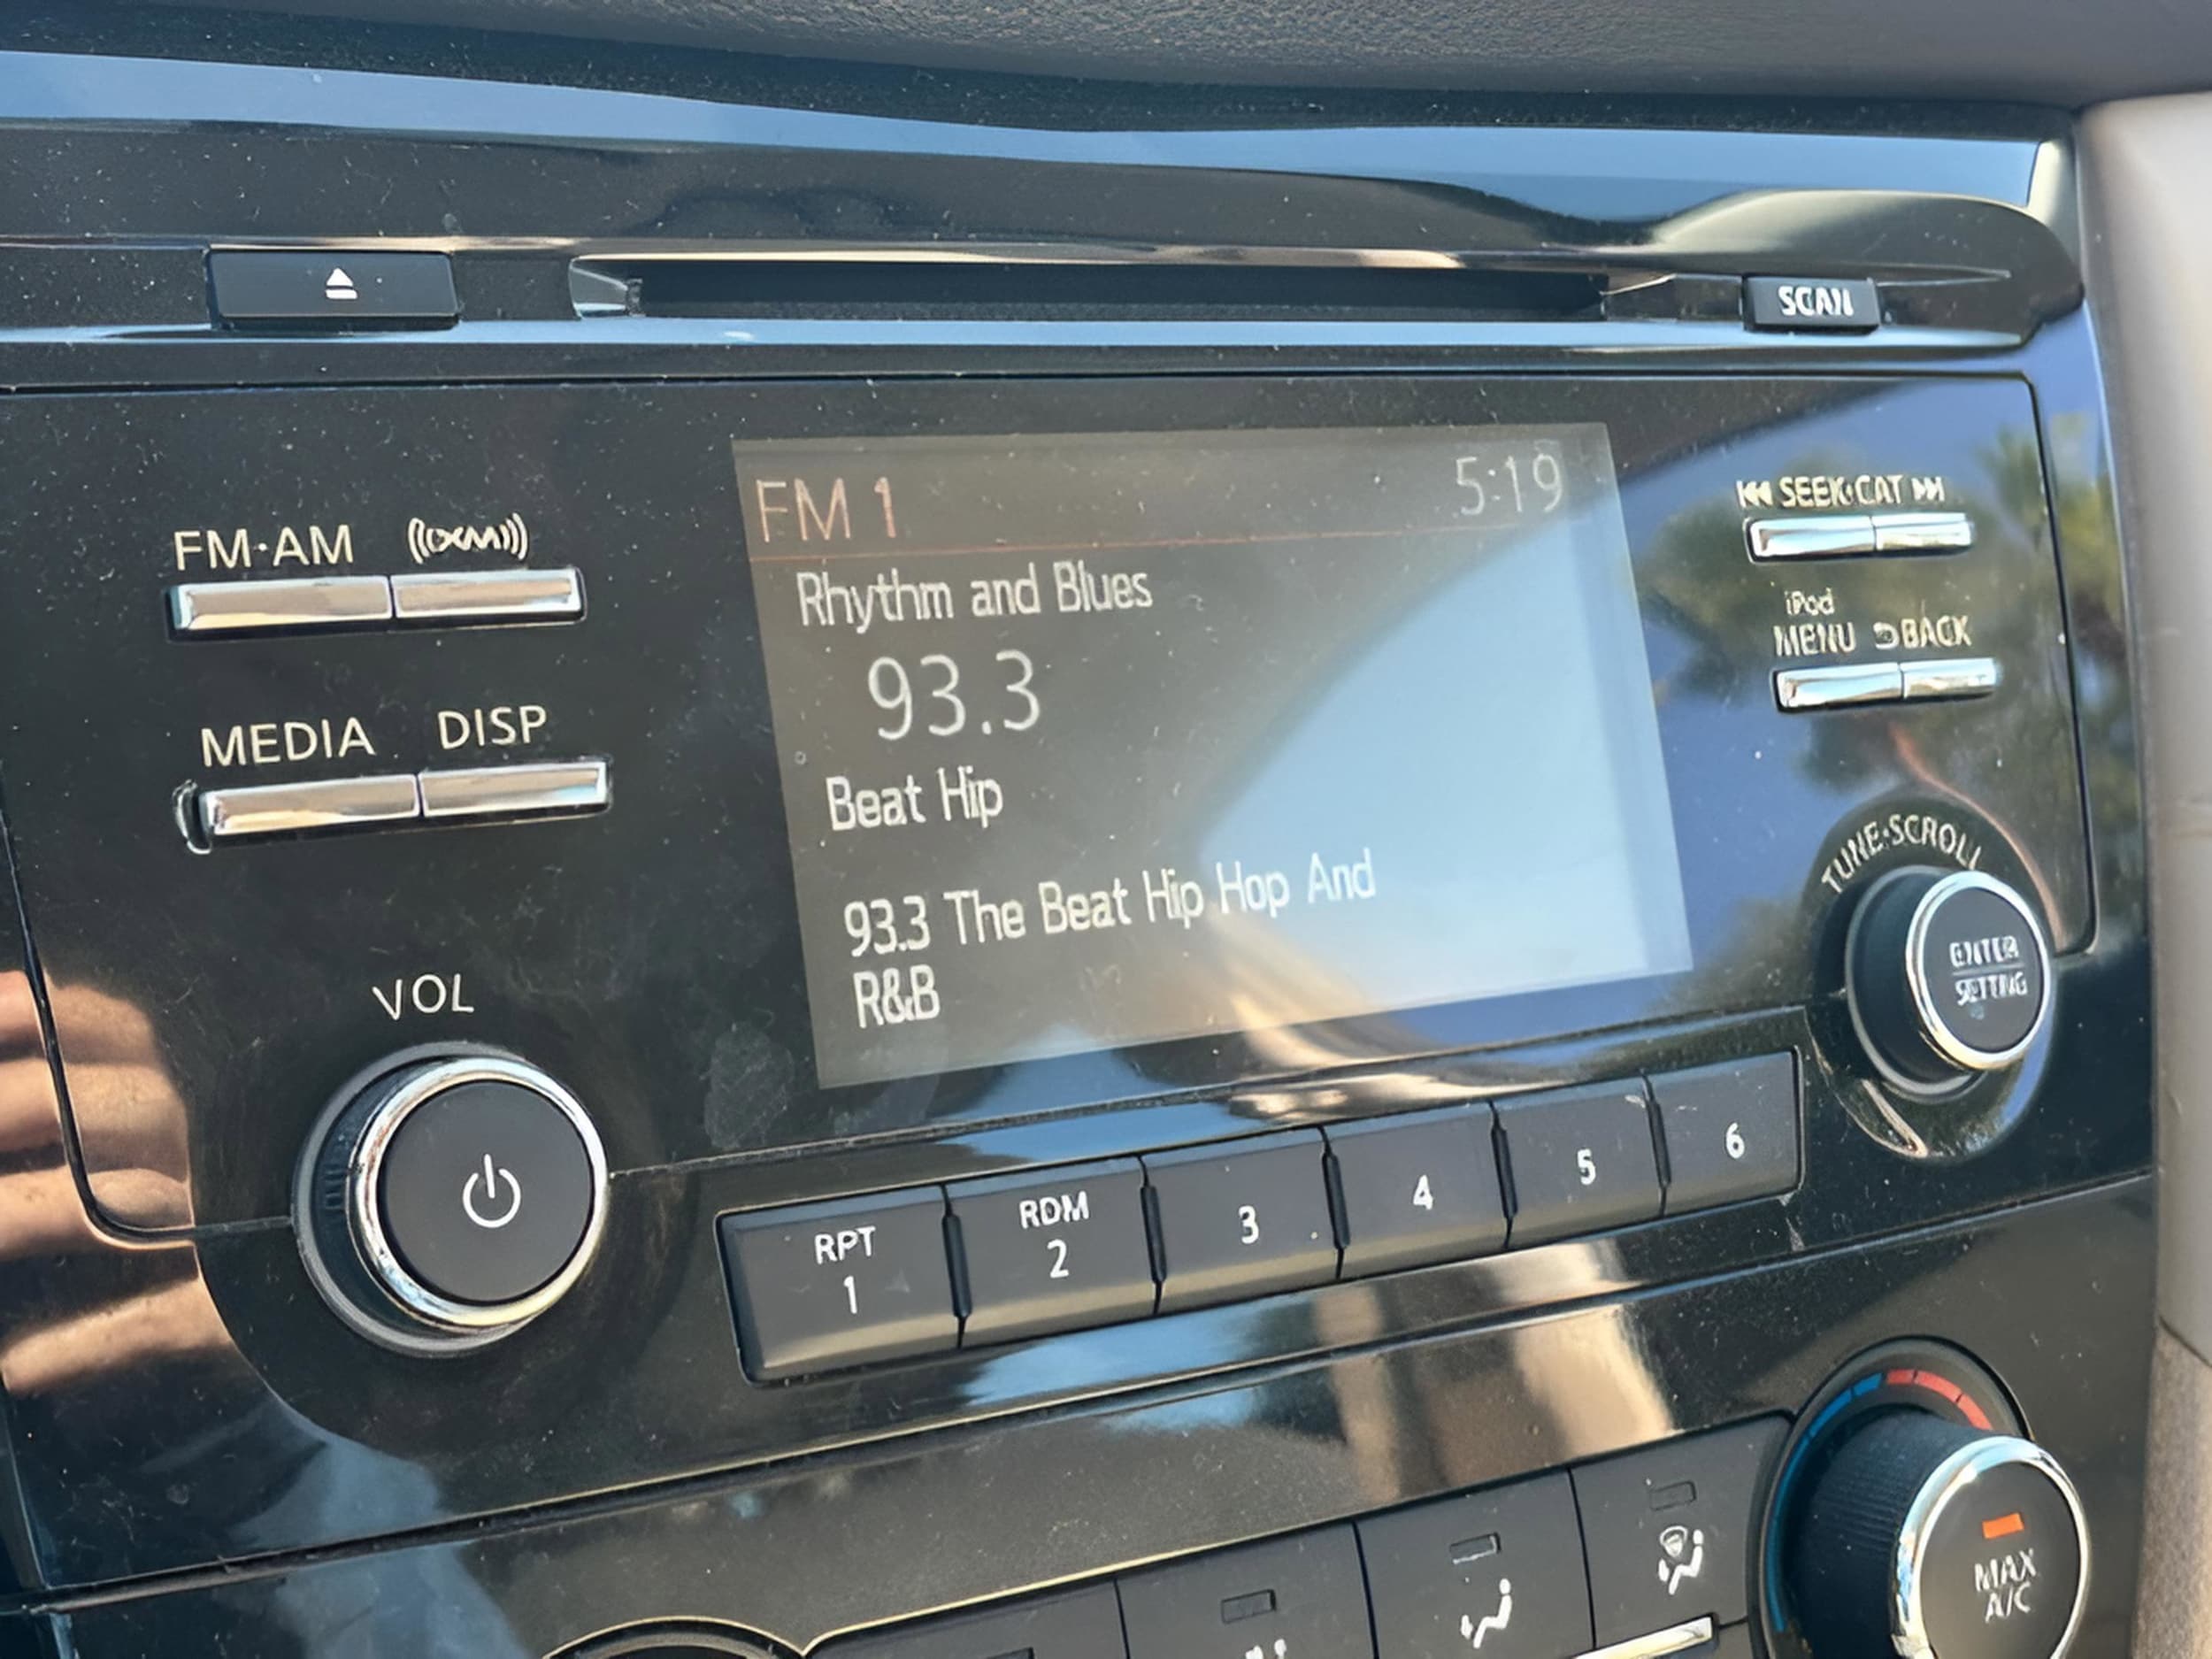 SCAN
FM 1 5:19
Rhythm and Blues
93.3
Beat Hip
93.3 The Beat Hip Hop And
R&B
FM·AM ((XM))
MEDIA DISP
VOL
SEEK·CAT
iPod
MENU BACK
TUNE·SCROLL
ENTER
SETTING
RPT
1
RDM
2
3
4
5
6
MAX
A/C